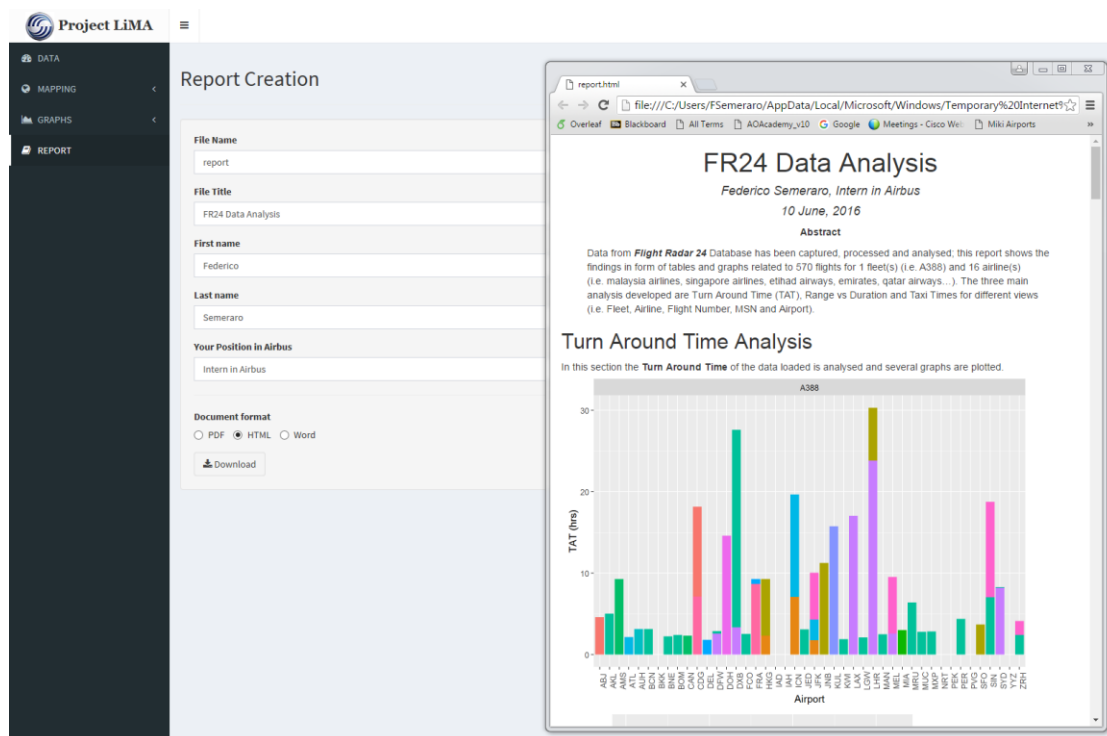 Project LiMA
DATA
MAPPING
GRAPHS
REPORT
Report Creation
File Name
report
File Title
FR24 Data Analysis
First name
Federico
Last name
Semeraro
Your Position in Airbus
Intern in Airbus
Document format
PDF HTML Word
Download
report.html
file:///C:/Users/FSemeraro/AppData/Local/Microsoft/Windows/Temporary%20Internet
Overleaf Blackboard All Terms AOAcademy_v10 Google Meetings - Cisco Web Miki Airports »
FR24 Data Analysis
Federico Semeraro, Intern in Airbus
10 June, 2016
Abstract
Data from Flight Radar 24 Database has been captured, processed and analysed; this report shows the
findings in form of tables and graphs related to 570 flights for 1 fleet(s) (i.e. A388) and 16 airline(s)
(i.e. malaysia airlines, singapore airlines, etihad airways, emirates, qatar airways…). The three main
analysis developed are Turn Around Time (TAT), Range vs Duration and Taxi Times for different views
(i.e. Fleet, Airline, Flight Number, MSN and Airport).
Turn Around Time Analysis
In this section the Turn Around Time of the data loaded is analysed and several graphs are plotted.
A388
30
20
10
0
TAT (hrs)
ABJ AKL AMS ATL AUH BCN BKK BNE BOM CAN CDG DEL DFW DOH DXB FCO FRA HKG IAD IAH ICN JED JFK JNB KUL KWI LAX LGW LHR MAN MEL MIA MRU MUC MXP NRT PEK PER PVG SFO SIN SYD YYZ ZRH
Airport